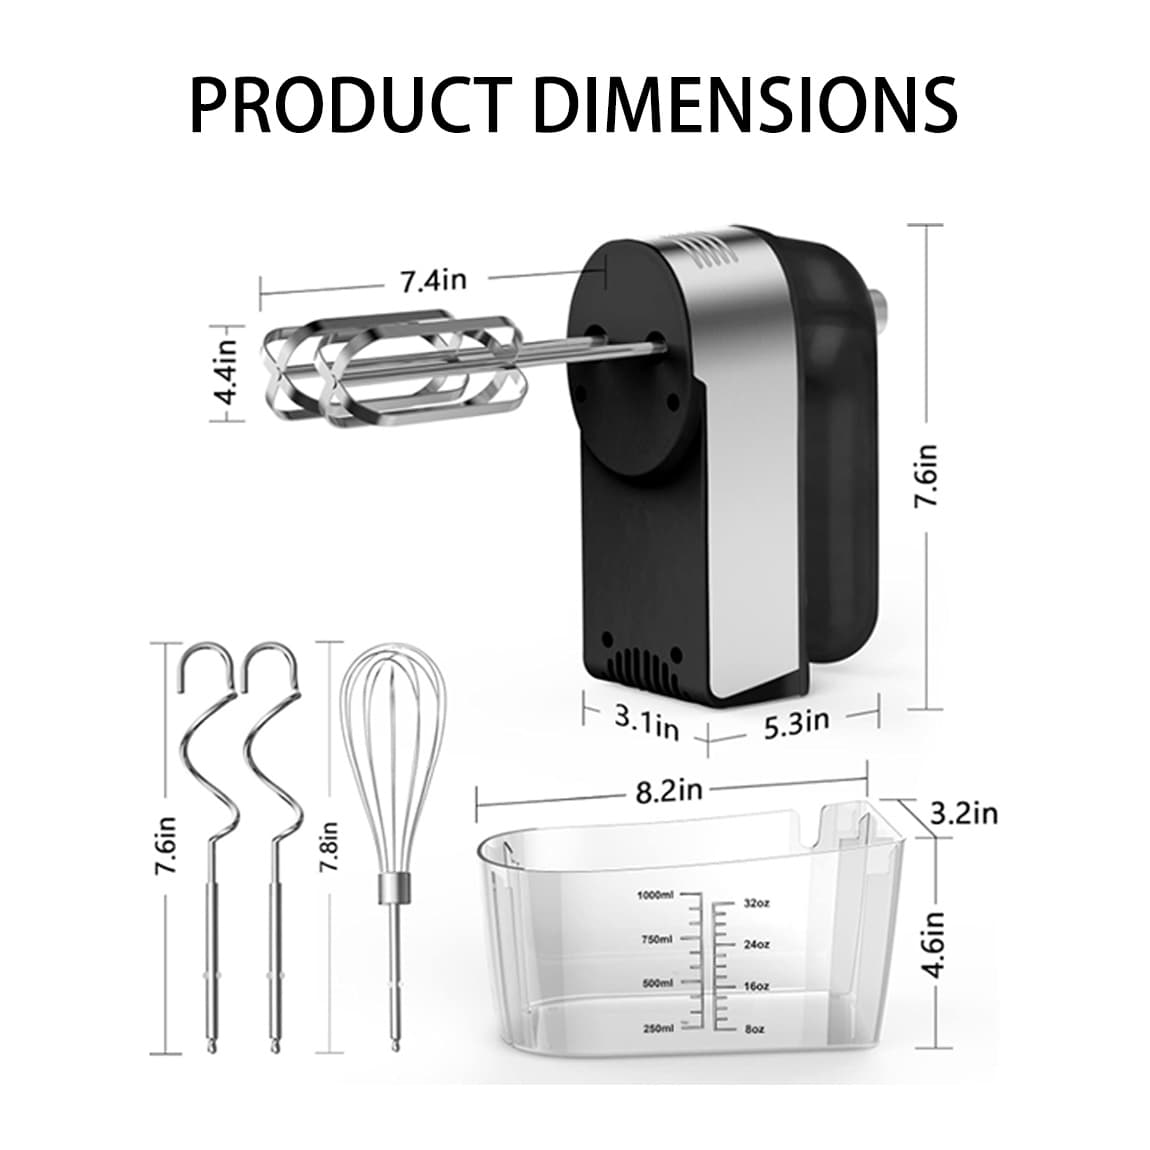 PRODUCT DIMENSIONS
7.4in
4.4in
7.6in
3.1in
5.3in
8.2in
3.2in
7.6in
7.8in
4.6in
1000ml
32oz
750ml
24oz
500ml
16oz
250ml
8oz